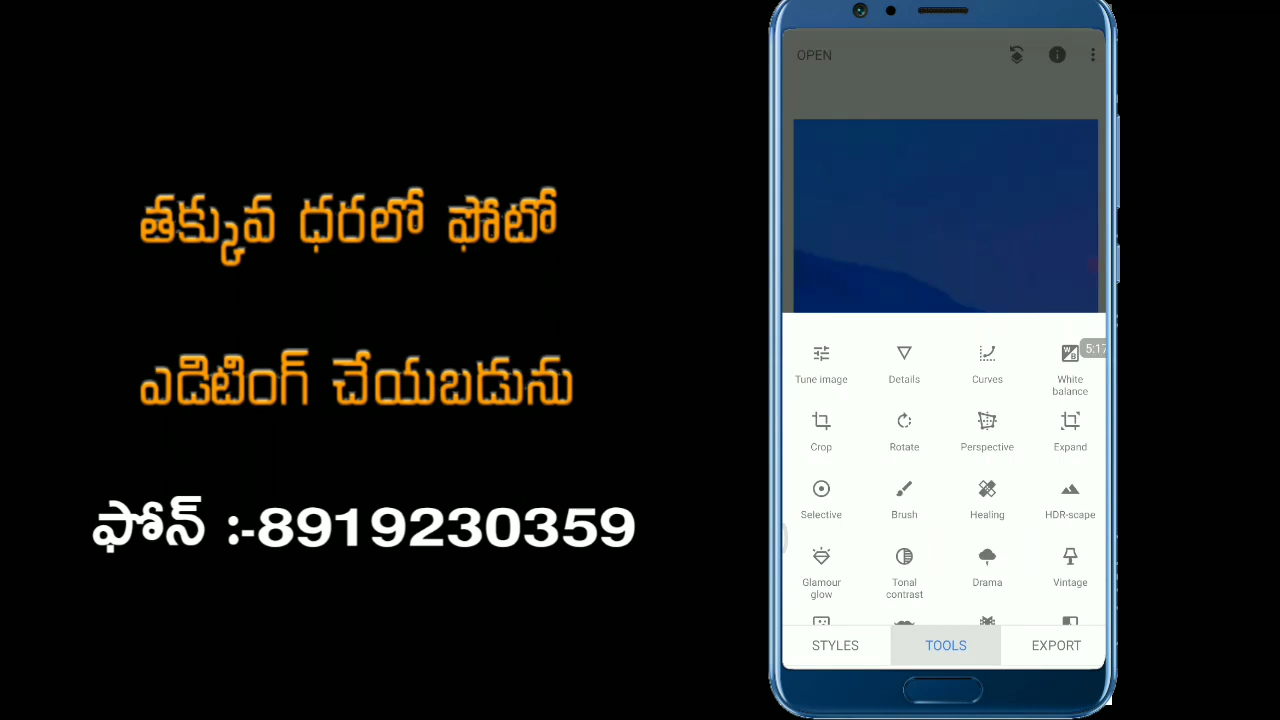 తక్కువ ధరలో ఫోటో
ఎడిటింగ్ చేయబడును
ఫోన్ :-8919230359
OPEN
5:17
Tune image Details Curves White balance
Crop Rotate Perspective Expand
Selective Brush Healing HDR-scape
Glamour glow Tonal contrast Drama Vintage
STYLES TOOLS EXPORT